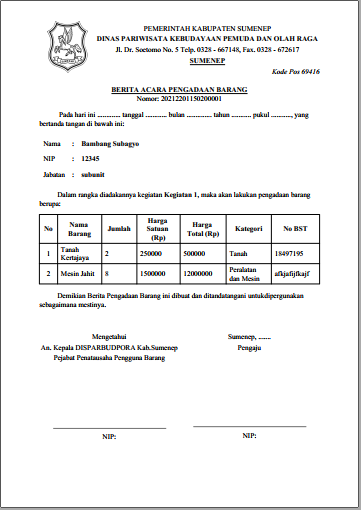 PEMERINTAH KABUPATEN SUMENEP
DINAS PARIWISATA KEBUDAYAAN PEMUDA DAN OLAH RAGA
Jl. Dr. Soetomo No. 5 Telp. 0328 - 667148, Fax. 0328 - 672617
SUMENEP
Kode Pos 69416
BERITA ACARA PENGADAAN BARANG
Nomor: 20212201150200001
Pada hari ini ............ tanggal ........... bulan ............. tahun .......... pukul .........., yang
bertanda tangan di bawah ini:
Nama : Bambang Subagyo
NIP : 12345
Jabatan : subunit
Dalam rangka diadakannya kegiatan Kegiatan 1, maka akan lakukan pengadaan barang
berupa:
No Nama Barang Jumlah Harga Satuan (Rp) Harga Total (Rp) Kategori No BST
1 Tanah Kertajaya 2 250000 500000 Tanah 18497195
2 Mesin Jahit 8 1500000 12000000 Peralatan dan Mesin afkjafijfkajf
Demikian Berita Pengadaan Barang ini dibuat dan ditandatangani untukdipergunakan
sebagaimana mestinya.
Mengetahui
An. Kepala DISPARBUDPORA Kab.Sumenep
Pejabat Penatausaha Pengguna Barang
Sumenep, .......
Pengaju
NIP:
NIP: